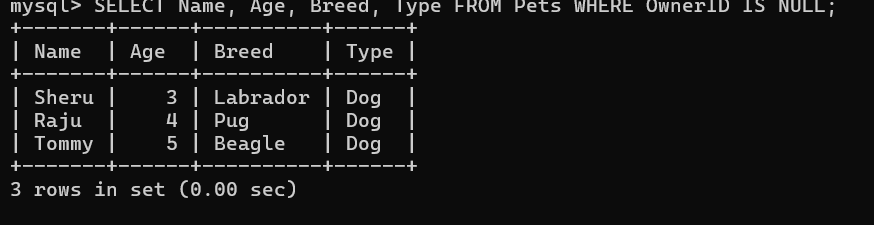 mysql> SELECT Name, Age, Breed, Type FROM Pets WHERE OwnerID IS NULL;
+-------+------+----------+------+
| Name  | Age  | Breed    | Type |
+-------+------+----------+------+
| Sheru |    3 | Labrador | Dog  |
| Raju  |    4 | Pug      | Dog  |
| Tommy |    5 | Beagle   | Dog  |
+-------+------+----------+------+
3 rows in set (0.00 sec)